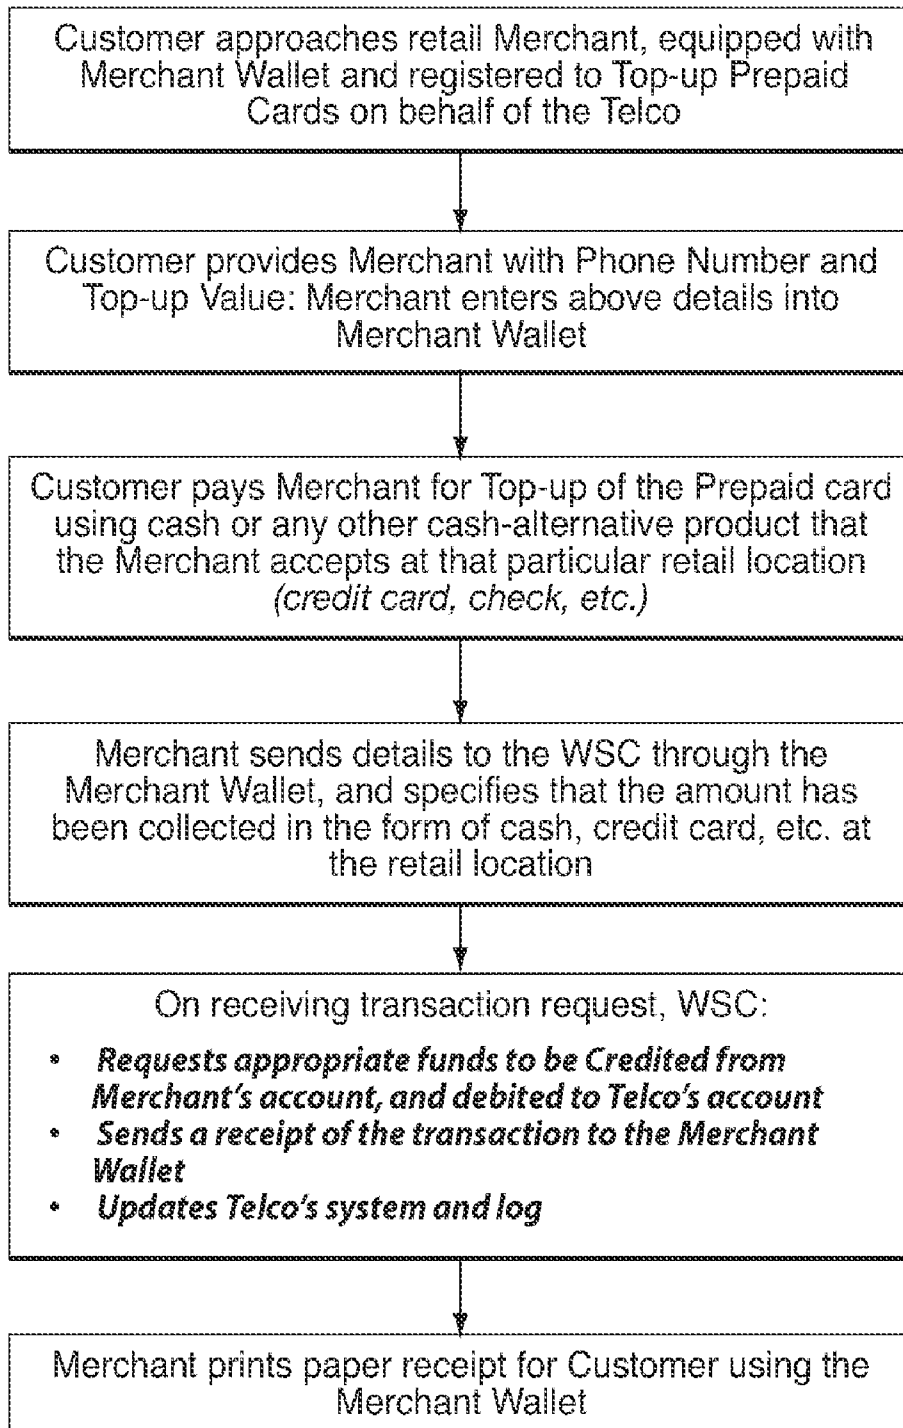 Customer approaches retail Merchant, equipped with
Merchant Wallet and registered to Top-up Prepaid
Cards on behalf of the Telco
Customer provides Merchant with Phone Number and
Top-up Value: Merchant enters above details into
Merchant Wallet
Customer pays Merchant for Top-up of the Prepaid card
using cash or any other cash-alternative product that
the Merchant accepts at that particular retail location
(credit card, check, etc.)
Merchant sends details to the WSC through the
Merchant Wallet, and specifies that the amount has
been collected in the form of cash, credit card, etc. at
the retail location
On receiving transaction request, WSC:
• Requests appropriate funds to be Credited from
Merchant's account, and debited to Telco's account
• Sends a receipt of the transaction to the Merchant
Wallet
• Updates Telco's system and log
Merchant prints paper receipt for Customer using the
Merchant Wallet